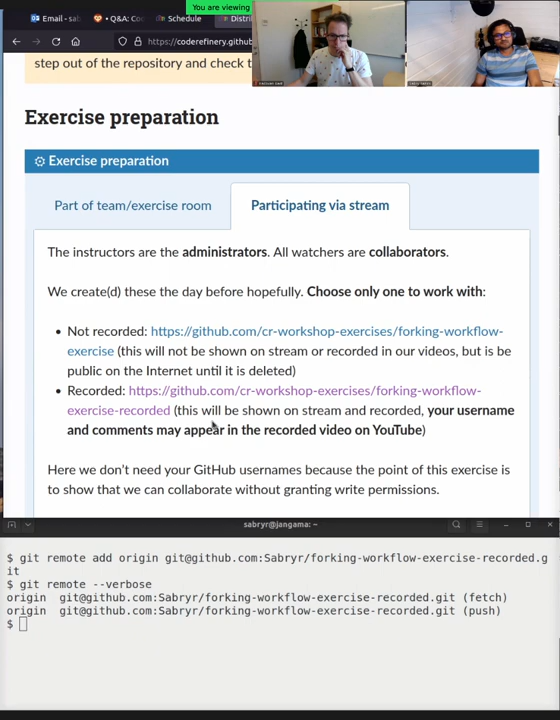 You are viewing
Email - sab
Q&A: Co
Schedule
Distri
https://coderefinery.github
step out of the repository and check t
Exercise preparation
Exercise preparation
Part of team/exercise room
Participating via stream
The instructors are the administrators. All watchers are collaborators.
We create(d) these the day before hopefully. Choose only one to work with:
• Not recorded: https://github.com/cr-workshop-exercises/forking-workflow-
exercise (this will not be shown on stream or recorded in our videos, but is be
public on the Internet until it is deleted)
• Recorded: https://github.com/cr-workshop-exercises/forking-workflow-
exercise-recorded (this will be shown on stream and recorded, your username
and comments may appear in the recorded video on YouTube)
Here we don't need your GitHub usernames because the point of this exercise is
to show that we can collaborate without granting write permissions.
sabryr@jangama: ~
$ git remote add origin git@github.com:Sabryr/forking-workflow-exercise-recorded.g
it
$ git remote --verbose
origin git@github.com:Sabryr/forking-workflow-exercise-recorded.git (fetch)
origin git@github.com:Sabryr/forking-workflow-exercise-recorded.git (push)
$